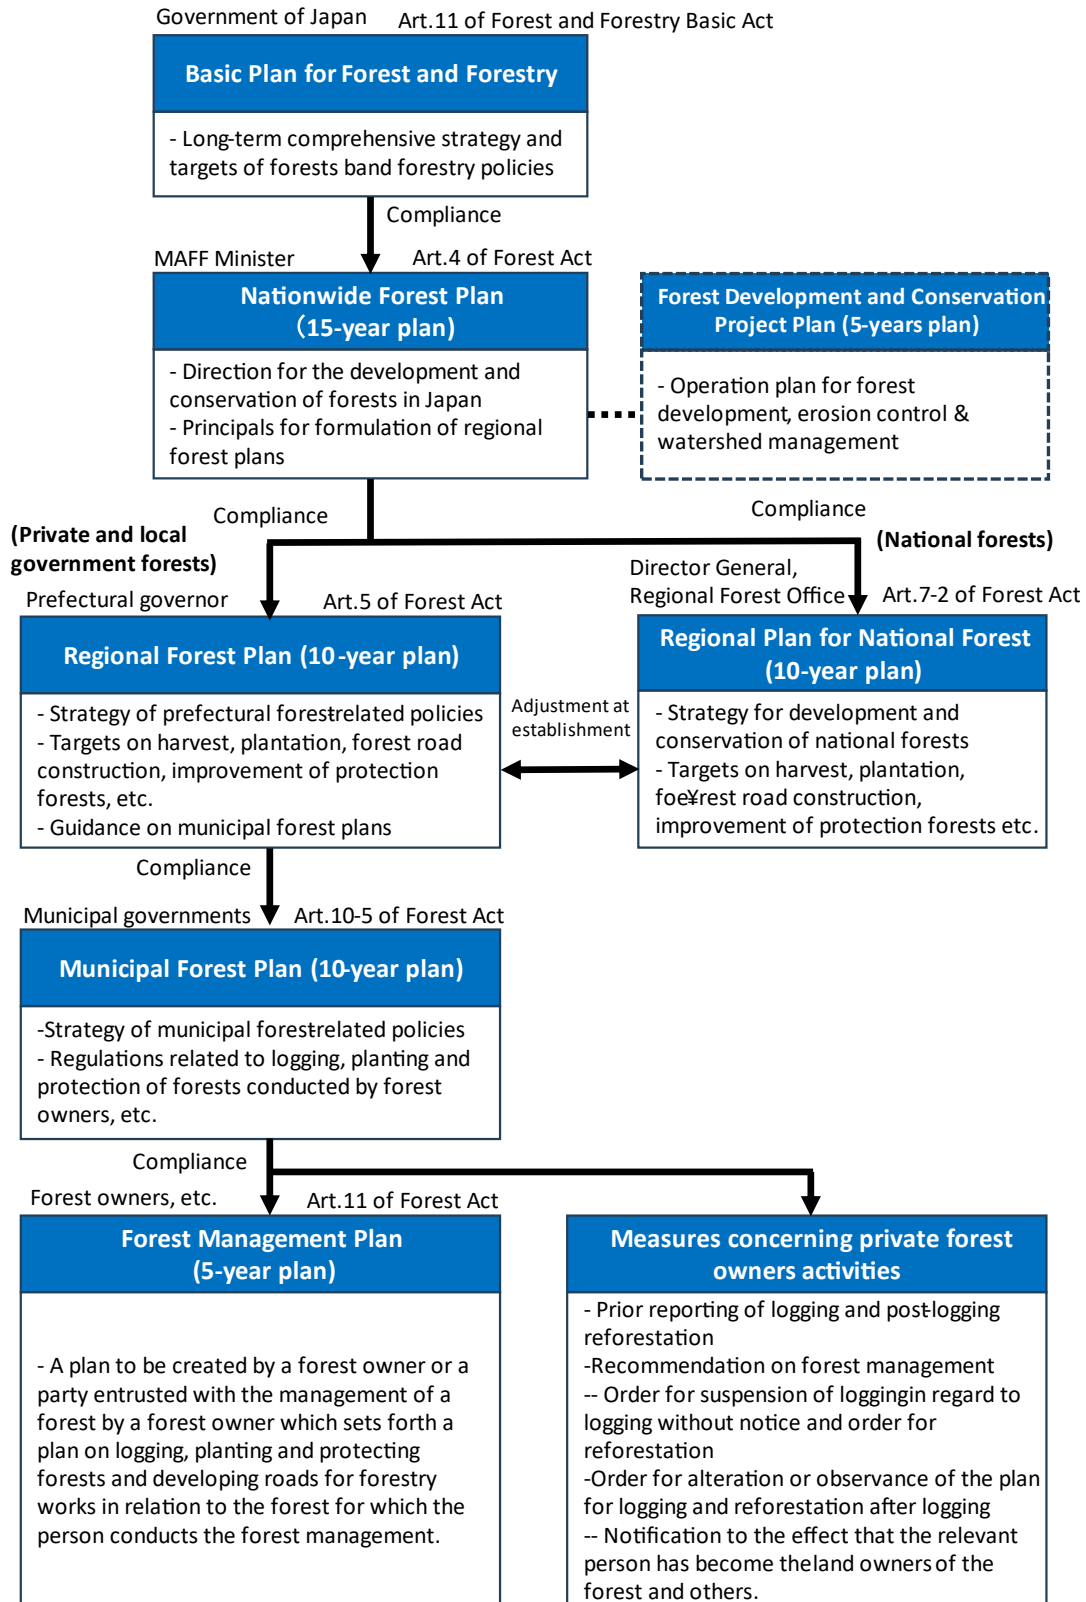 Government of Japan
Art.11 of Forest and Forestry Basic Act
Basic Plan for Forest and Forestry
- Long-term comprehensive strategy and
targets of forests band forestry policies
Compliance
MAFF Minister
Art.4 of Forest Act
Nationwide Forest Plan
（15-year plan)
- Direction for the development and
conservation of forests in Japan
- Principals for formulation of regional
forest plans
Forest Development and Conservation
Project Plan (5-years plan)
- Operation plan for forest
development, erosion control &
watershed management
Compliance
Compliance
(Private and local
government forests)
(National forests)
Prefectural governor
Art.5 of Forest Act
Regional Forest Plan (10-year plan)
- Strategy of prefectural forest-related policies
- Targets on harvest, plantation, forest road
construction, improvement of protection
forests, etc.
- Guidance on municipal forest plans
Adjustment at
establishment
Director General,
Regional Forest Office
Art.7-2 of Forest Act
Regional Plan for National Forest
(10-year plan)
- Strategy for development and
conservation of national forests
- Targets on harvest, plantation,
foe¥rest road construction,
improvement of protection forests etc.
Compliance
Municipal governments
Art.10-5 of Forest Act
Municipal Forest Plan (10-year plan)
-Strategy of municipal forest-related policies
- Regulations related to logging, planting and
protection of forests conducted by forest
owners, etc.
Compliance
Forest owners, etc.
Art.11 of Forest Act
Forest Management Plan
(5-year plan)
- A plan to be created by a forest owner or a
party entrusted with the management of a
forest by a forest owner which sets forth a
plan on logging, planting and protecting
forests and developing roads for forestry
works in relation to the forest for which the
person conducts the forest management.
Measures concerning private forest
owners activities
- Prior reporting of logging and post-logging
reforestation
-Recommendation on forest management
-- Order for suspension of loggingin regard to
logging without notice and order for
reforestation
-Order for alteration or observance of the plan
for logging and reforestation after logging
-- Notification to the effect that the relevant
person has become theland owners of the
forest and others.